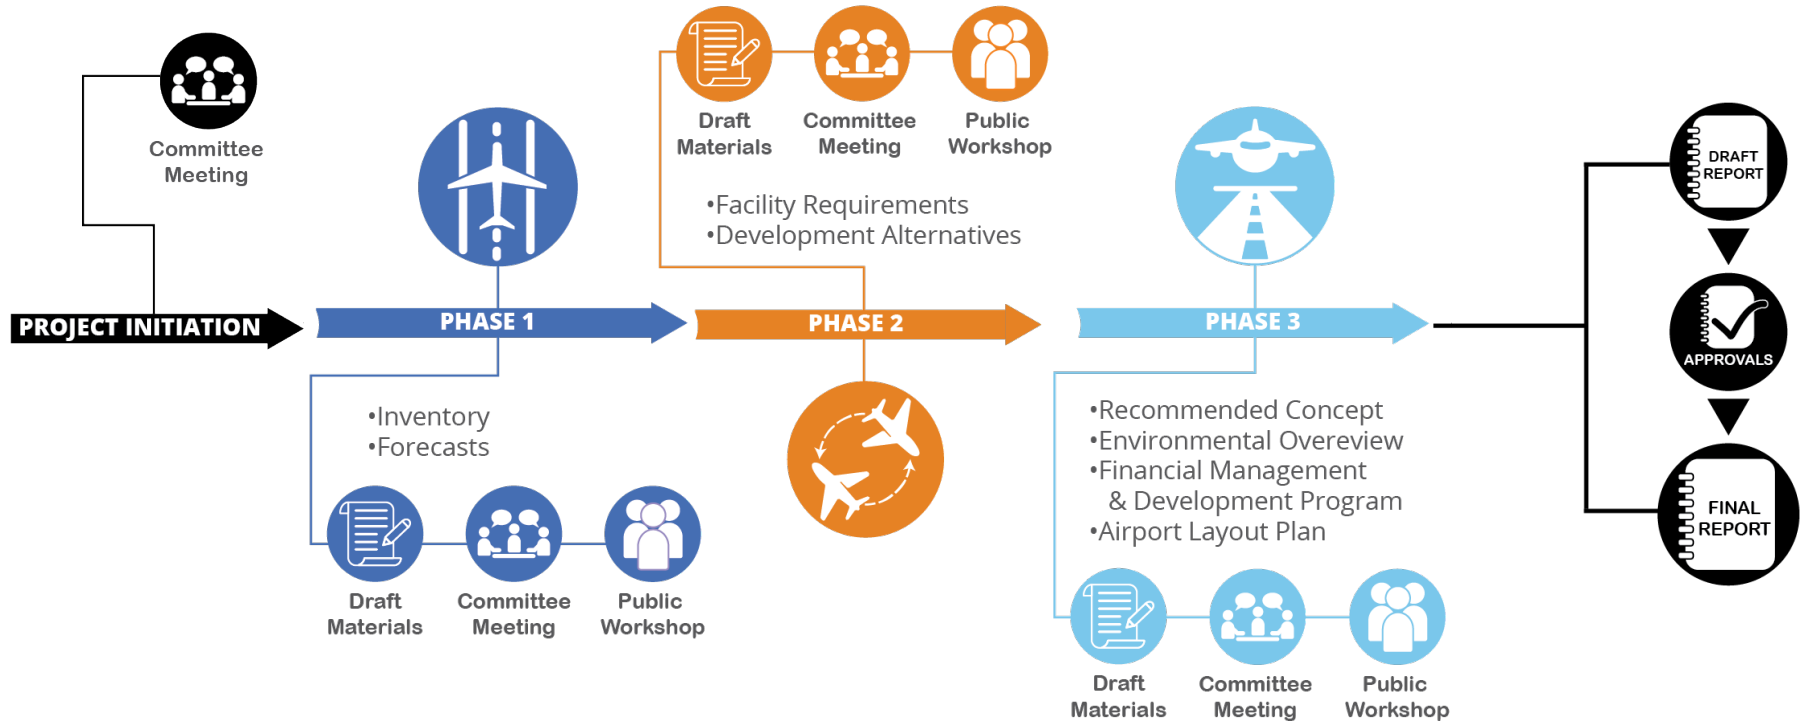 Committee
Meeting
PROJECT INITIATION
PHASE 1
•Inventory
•Forecasts
Draft
Materials
Committee
Meeting
Public
Workshop
Draft
Materials
Committee
Meeting
Public
Workshop
•Facility Requirements
•Development Alternatives
PHASE 2
PHASE 3
•Recommended Concept
•Environmental Overeview
•Financial Management
& Development Program
•Airport Layout Plan
Draft
Materials
Committee
Meeting
Public
Workshop
DRAFT
REPORT
APPROVALS
FINAL
REPORT